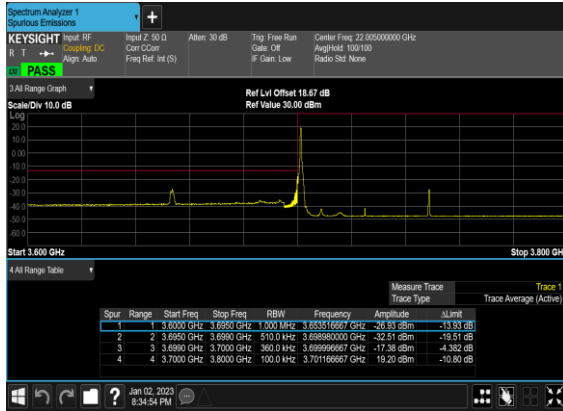 Spectrum Analyzer 1
Spurious Emissions
KEYSIGHT Input: RF Input Z: 50 Ω Atten: 30 dB Trig: Free Run Center Freq: 22.005000000 GHz
R T Coupling: DC Corr CCorr Gate: Off Avg|Hold: 100/100
Align: Auto Freq Ref: Int (S) IF Gain: Low Radio Std: None
PASS
3 All Range Graph
Ref Lvl Offset 18.67 dB
Scale/Div 10.0 dB Ref Value 30.00 dBm
Log
20.0
10.0
0.00
-10.0
-20.0
-30.0
-40.0
-50.0
-60.0
Start 3.600 GHz Stop 3.800 GH
4 All Range Table
Measure Trace Trace 1
Trace Type Trace Average (Active)
Spur Range Start Freq Stop Freq RBW Frequency Amplitude ΔLimit
1 1 3.6000 GHz 3.6950 GHz 1.000 MHz 3.653516667 GHz -26.93 dBm -13.93 dB
2 2 3.6950 GHz 3.6990 GHz 510.0 kHz 3.698980000 GHz -32.51 dBm -19.51 dB
3 3 3.6990 GHz 3.7000 GHz 360.0 kHz 3.699996667 GHz -17.38 dBm -4.382 dB
4 4 3.7000 GHz 3.8000 GHz 100.0 kHz 3.701166667 GHz 19.20 dBm -10.80 dB
? Jan 02, 2023
8:34:54 PM